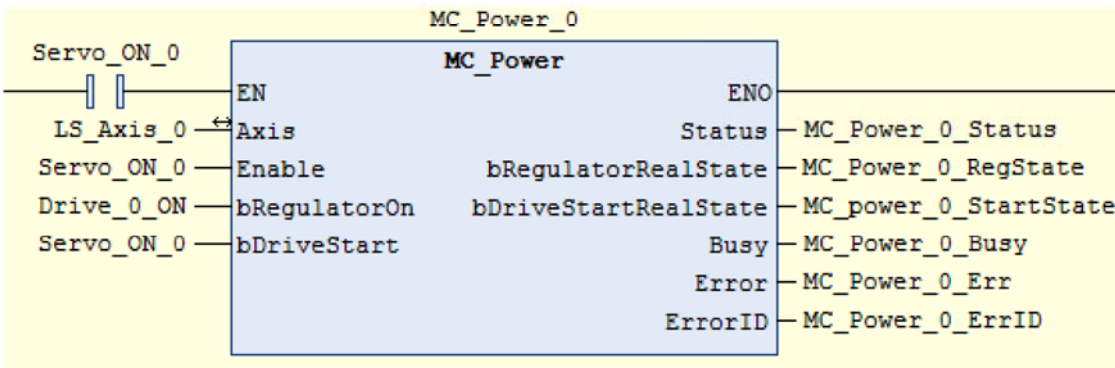 MC_Power_0
Servo_ON_0
MC_Power
EN ENO
LS_Axis_0 Axis Status MC_Power_0_Status
Servo_ON_0 Enable bRegulatorRealState MC_Power_0_RegState
Drive_0_ON bRegulatorOn bDriveStartRealState MC_power_0_StartState
Servo_ON_0 bDriveStart Busy MC_Power_0_Busy
Error MC_Power_0_Err
ErrorID MC_Power_0_ErrID